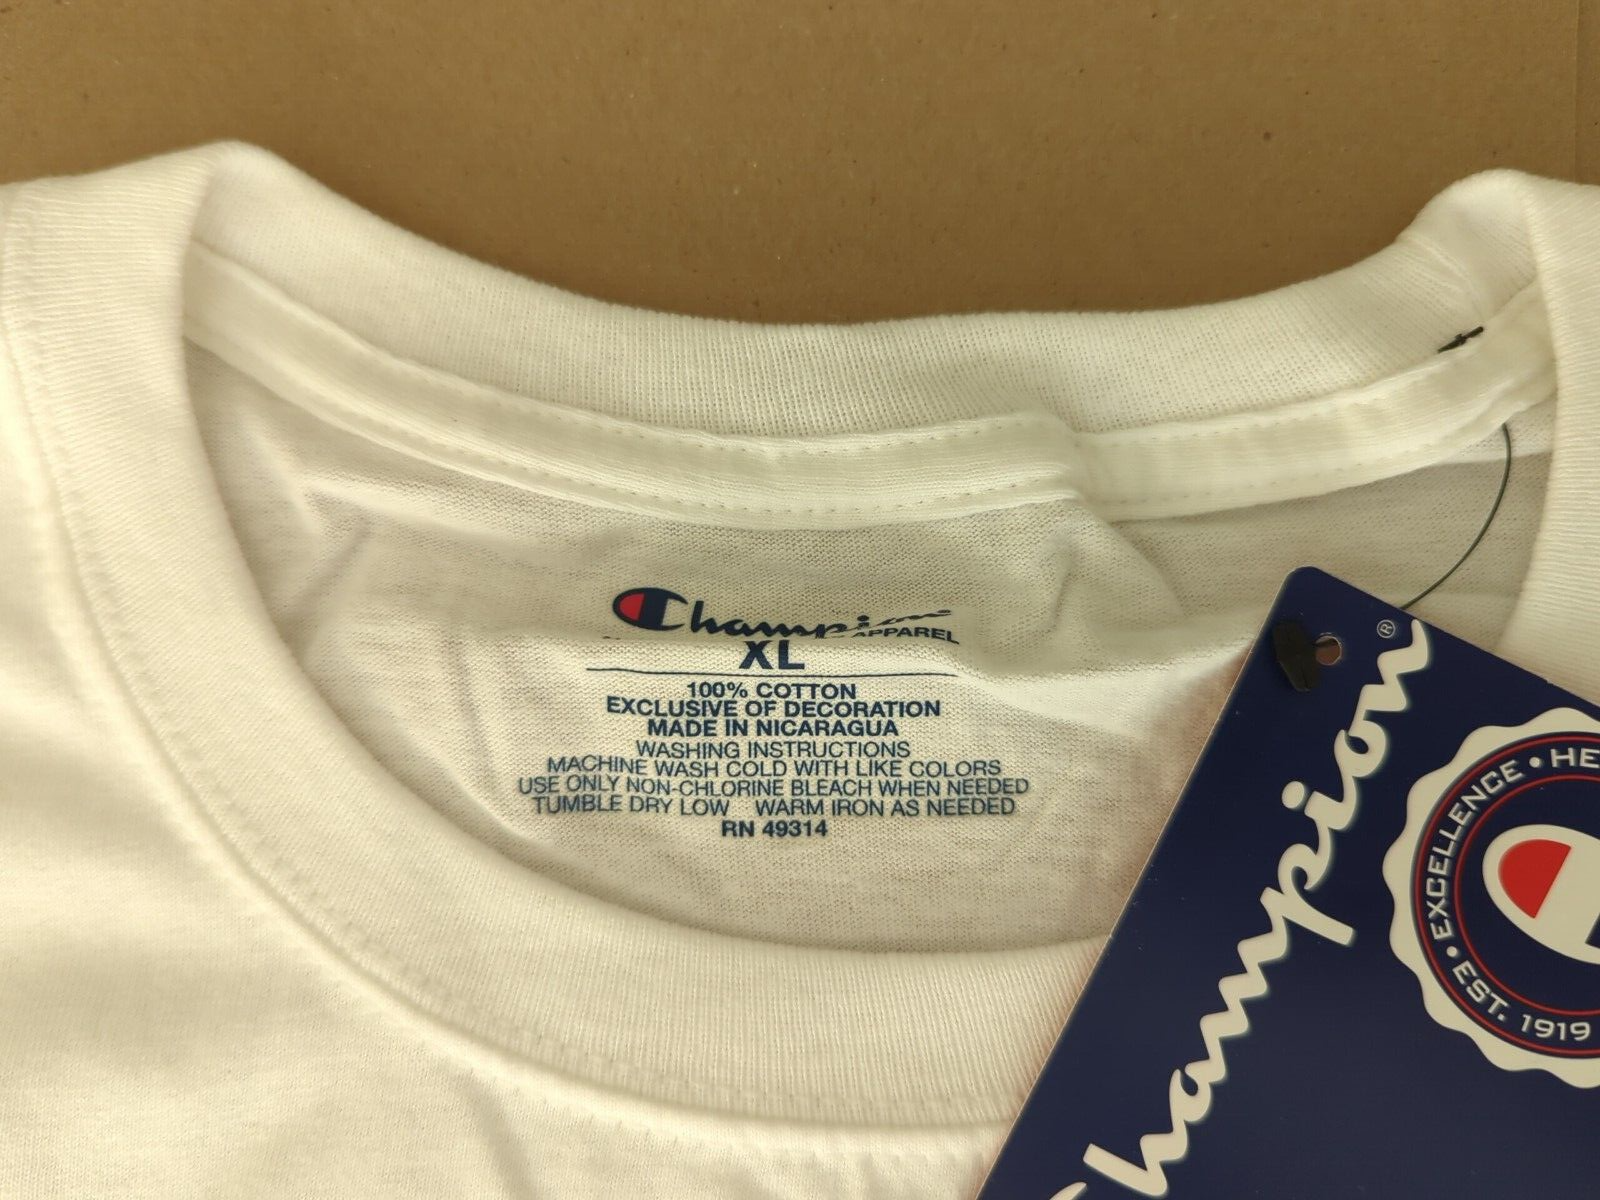 Champion
APPAREL
XL
100% COTTON
EXCLUSIVE OF DECORATION
MADE IN NICARAGUA
WASHING INSTRUCTIONS
MACHINE WASH COLD WITH LIKE COLORS
USE ONLY NON-CHLORINE BLEACH WHEN NEEDED
TUMBLE DRY LOW WARM IRON AS NEEDED
RN 49314
Champion®
EXCELLENCE • HE
• EST. 1919